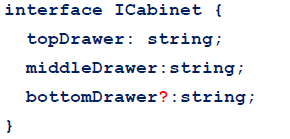 interface ICabinet {
  topDrawer: string;
  middleDrawer:string;
  bottomDrawer?:string;
}